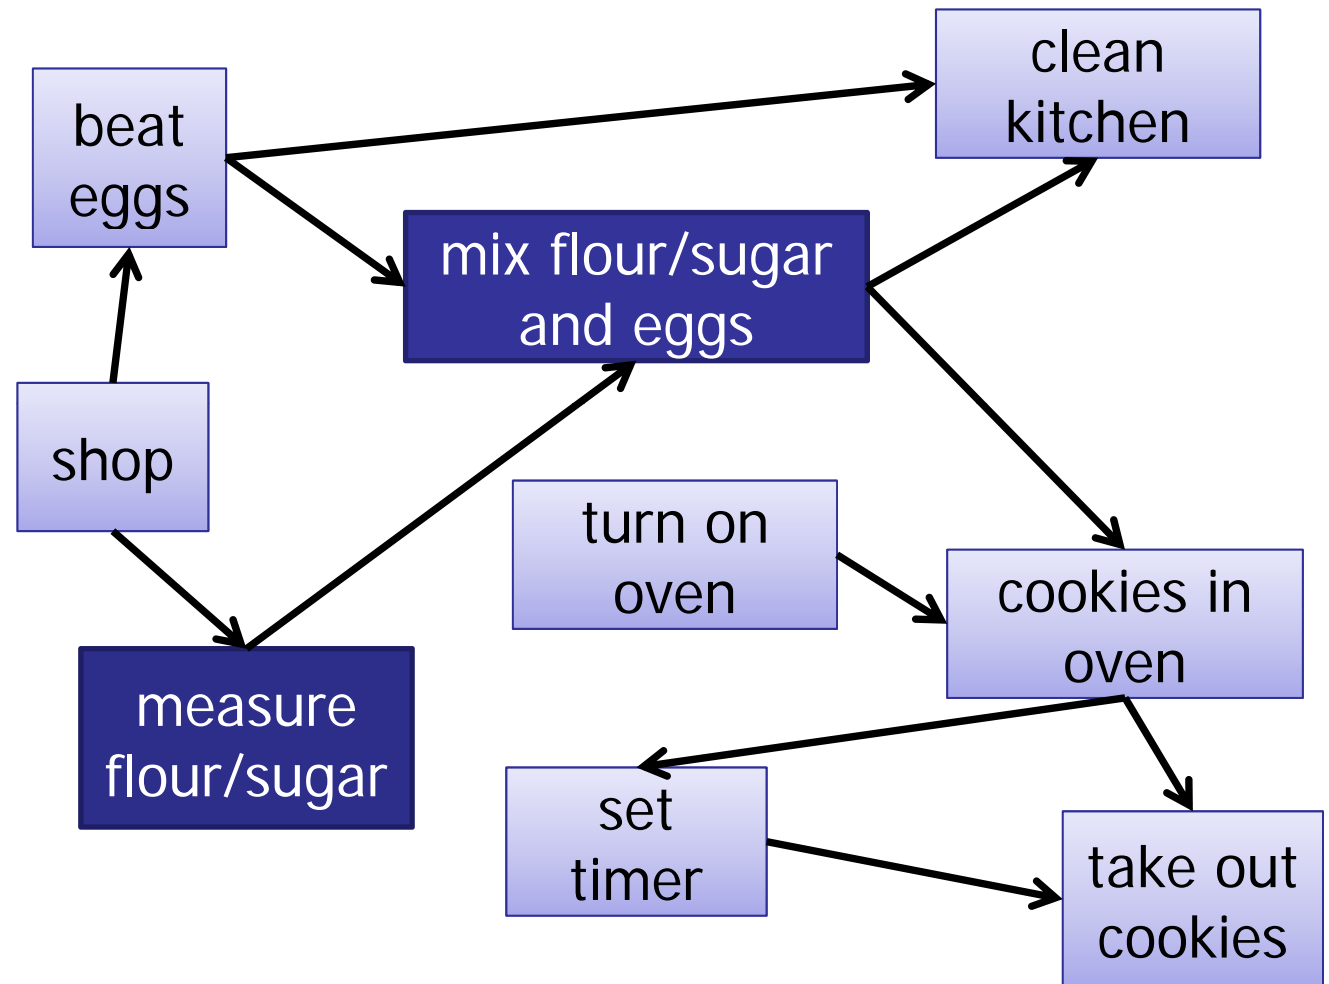 clean
kitchen
beat
eggs
mix flour/sugar
and eggs
shop
turn on
oven
cookies in
oven
measure
flour/sugar
set
timer
take out
cookies